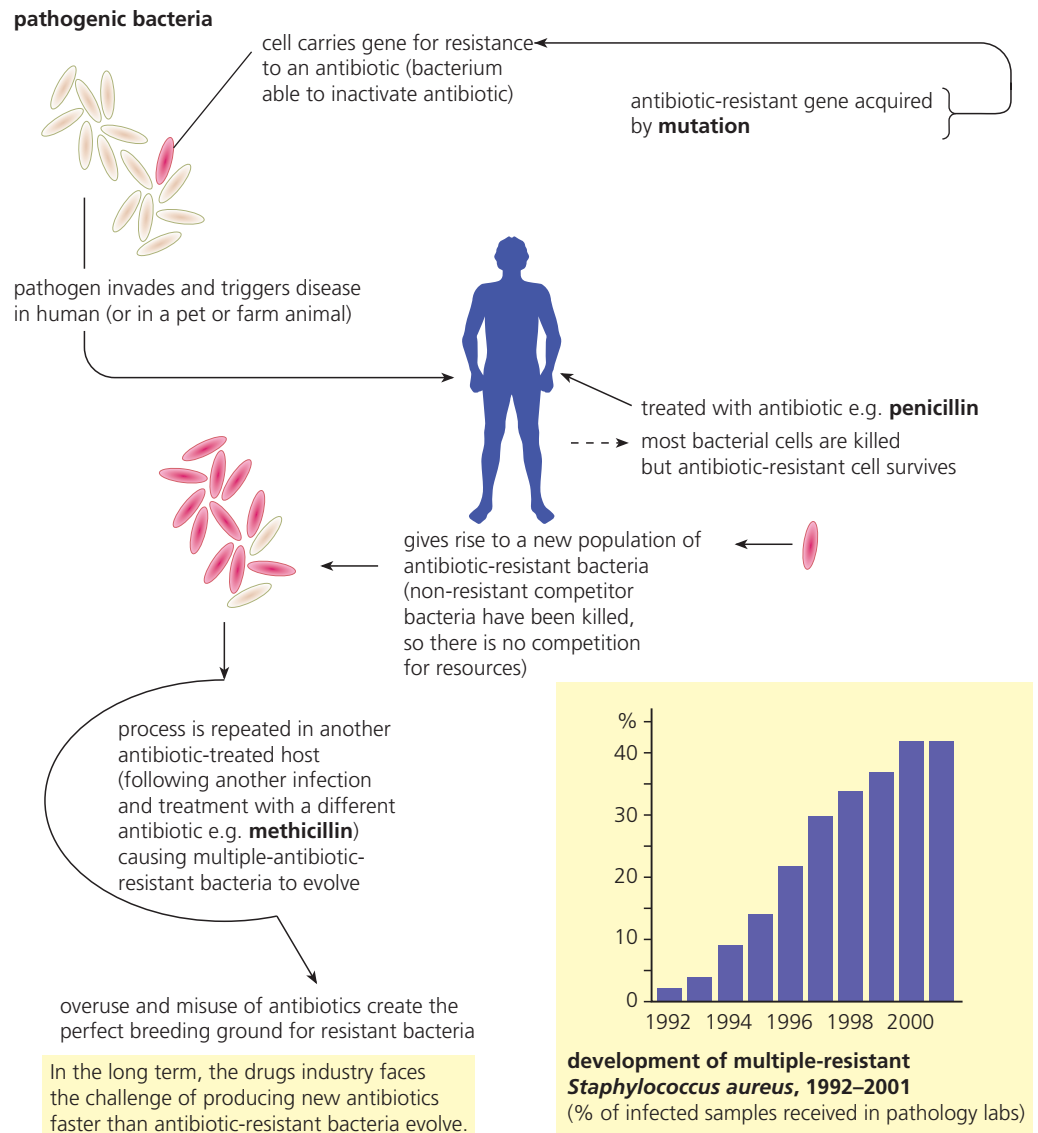 pathogenic bacteria
cell carries gene for resistance
to an antibiotic (bacterium
able to inactivate antibiotic)
antibiotic-resistant gene acquired
by mutation
pathogen invades and triggers disease
in human (or in a pet or farm animal)
treated with antibiotic e.g. penicillin
most bacterial cells are killed
but antibiotic-resistant cell survives
gives rise to a new population of
antibiotic-resistant bacteria
(non-resistant competitor
bacteria have been killed,
so there is no competition
for resources)
process is repeated in another
antibiotic-treated host
(following another infection
and treatment with a different
antibiotic e.g. methicillin)
causing multiple-antibiotic-
resistant bacteria to evolve
overuse and misuse of antibiotics create the
perfect breeding ground for resistant bacteria
In the long term, the drugs industry faces
the challenge of producing new antibiotics
faster than antibiotic-resistant bacteria evolve.
%
40
30
20
10
0
1992 1994 1996 1998 2000
development of multiple-resistant
Staphylococcus aureus, 1992–2001
(% of infected samples received in pathology labs)